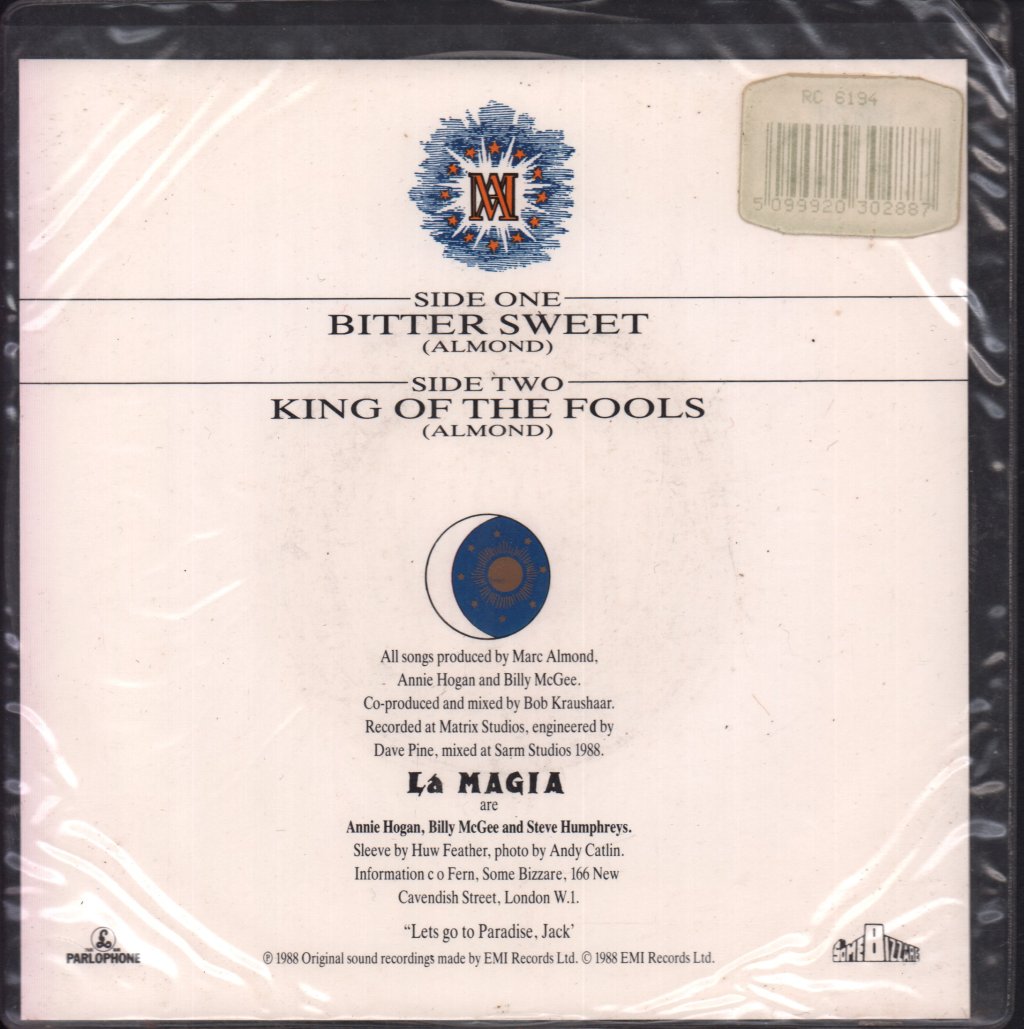 RC 6194
5 099920 302887
MA
SIDE ONE
BITTER SWEET
(ALMOND)
SIDE TWO
KING OF THE FOOLS
(ALMOND)
All songs produced by Marc Almond,
Annie Hogan and Billy McGee.
Co-produced and mixed by Bob Kraushaar.
Recorded at Matrix Studios, engineered by
Dave Pine, mixed at Sarm Studios 1988.
La MAGIA
are
Annie Hogan, Billy McGee and Steve Humphreys.
Sleeve by Huw Feather, photo by Andy Catlin.
Information c o Fern, Some Bizzare, 166 New
Cavendish Street, London W.1.
“Lets go to Paradise, Jack’
PARLOPHONE
℗ 1988 Original sound recordings made by EMI Records Ltd. © 1988 EMI Records Ltd.
SOME BIZZARE